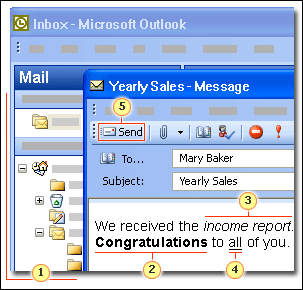 Inbox - Microsoft Outlook
Mail
Yearly Sales - Message
5
Send
To... Mary Baker
Subject: Yearly Sales
3
We received the income report.
Congratulations to all of you.
1
2
4